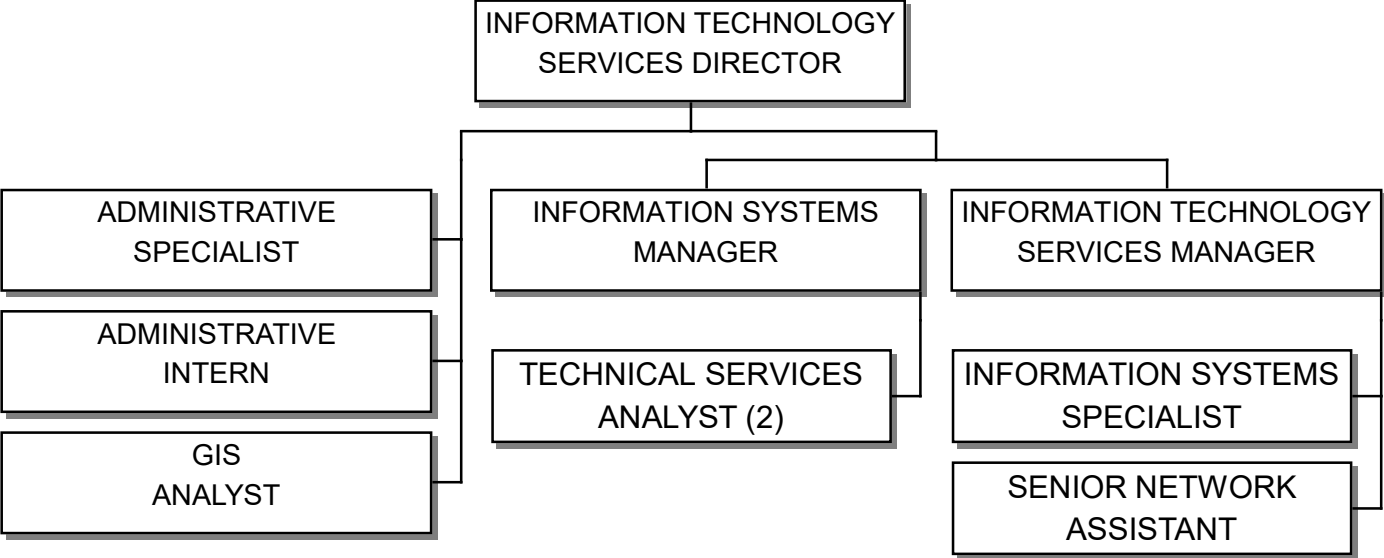 INFORMATION TECHNOLOGY
SERVICES DIRECTOR
ADMINISTRATIVE
SPECIALIST
INFORMATION SYSTEMS
MANAGER
INFORMATION TECHNOLOGY
SERVICES MANAGER
ADMINISTRATIVE
INTERN
TECHNICAL SERVICES
ANALYST (2)
INFORMATION SYSTEMS
SPECIALIST
GIS
ANALYST
SENIOR NETWORK
ASSISTANT